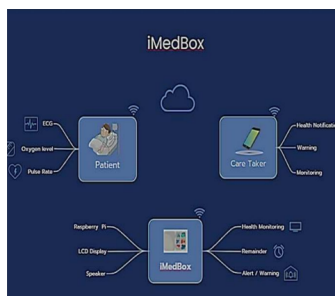 iMedBox
ECG
Oxygen level
Pulse Rate
Patient
Care Taker
Health Notificati
Warning
Monitoring
Raspberry Pi
LCD Display
Speaker
iMedBox
Health Monitoring
Remainder
Alert / Warning